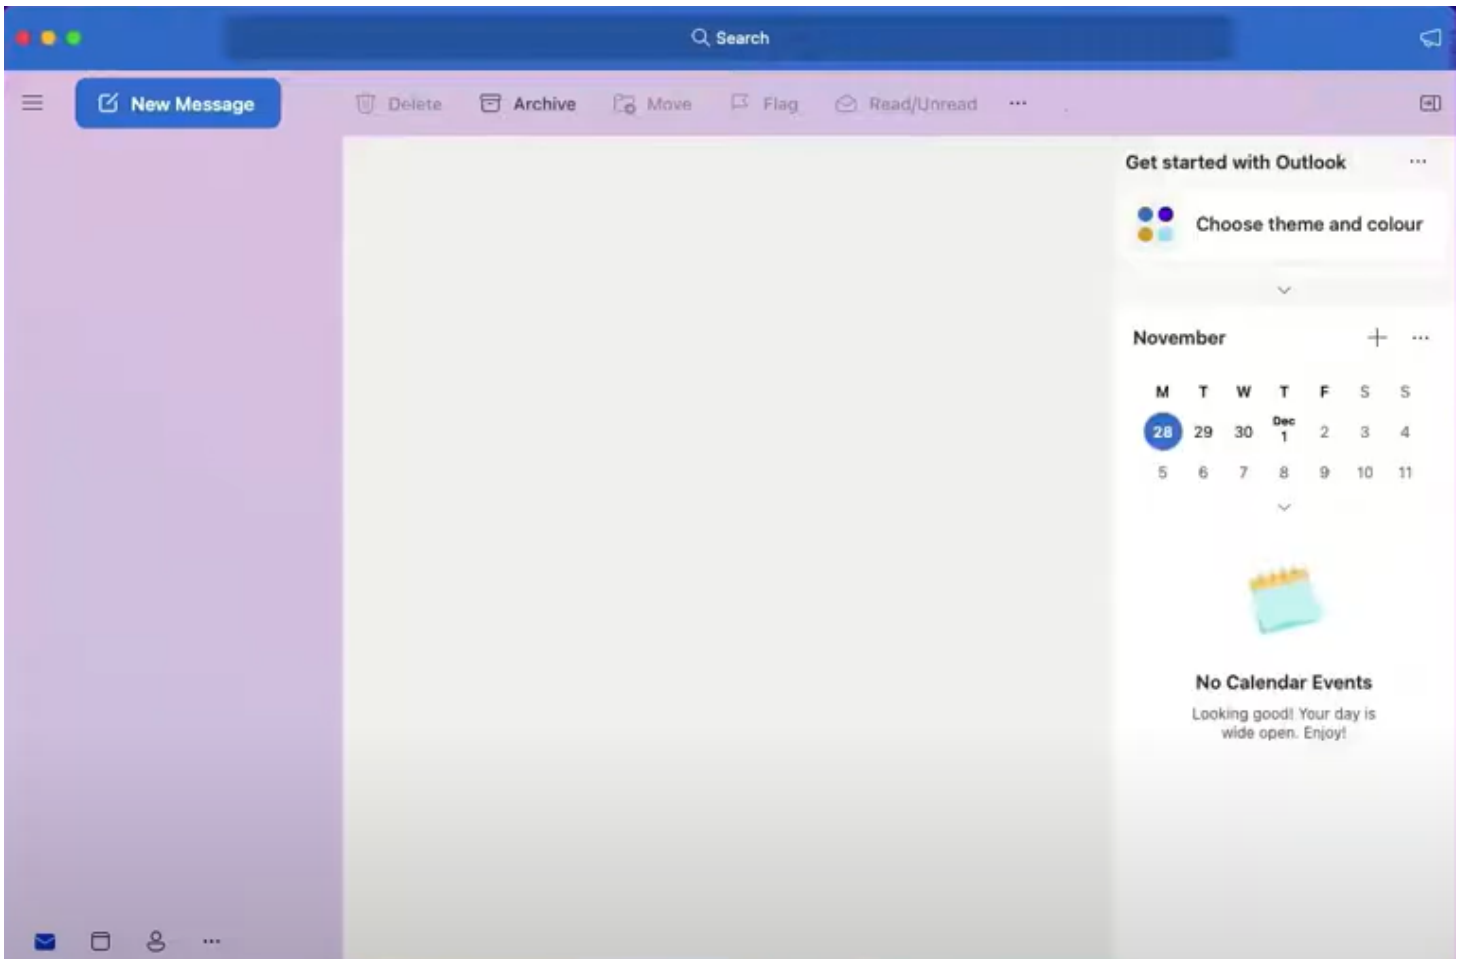 Search
New Message
Delete
Archive
Move
Flag
Read/Unread
Get started with Outlook
Choose theme and colour
November
M T W T F S S
28 29 30 Dec 1 2 3 4
5 6 7 8 9 10 11
No Calendar Events
Looking good! Your day is
wide open. Enjoy!